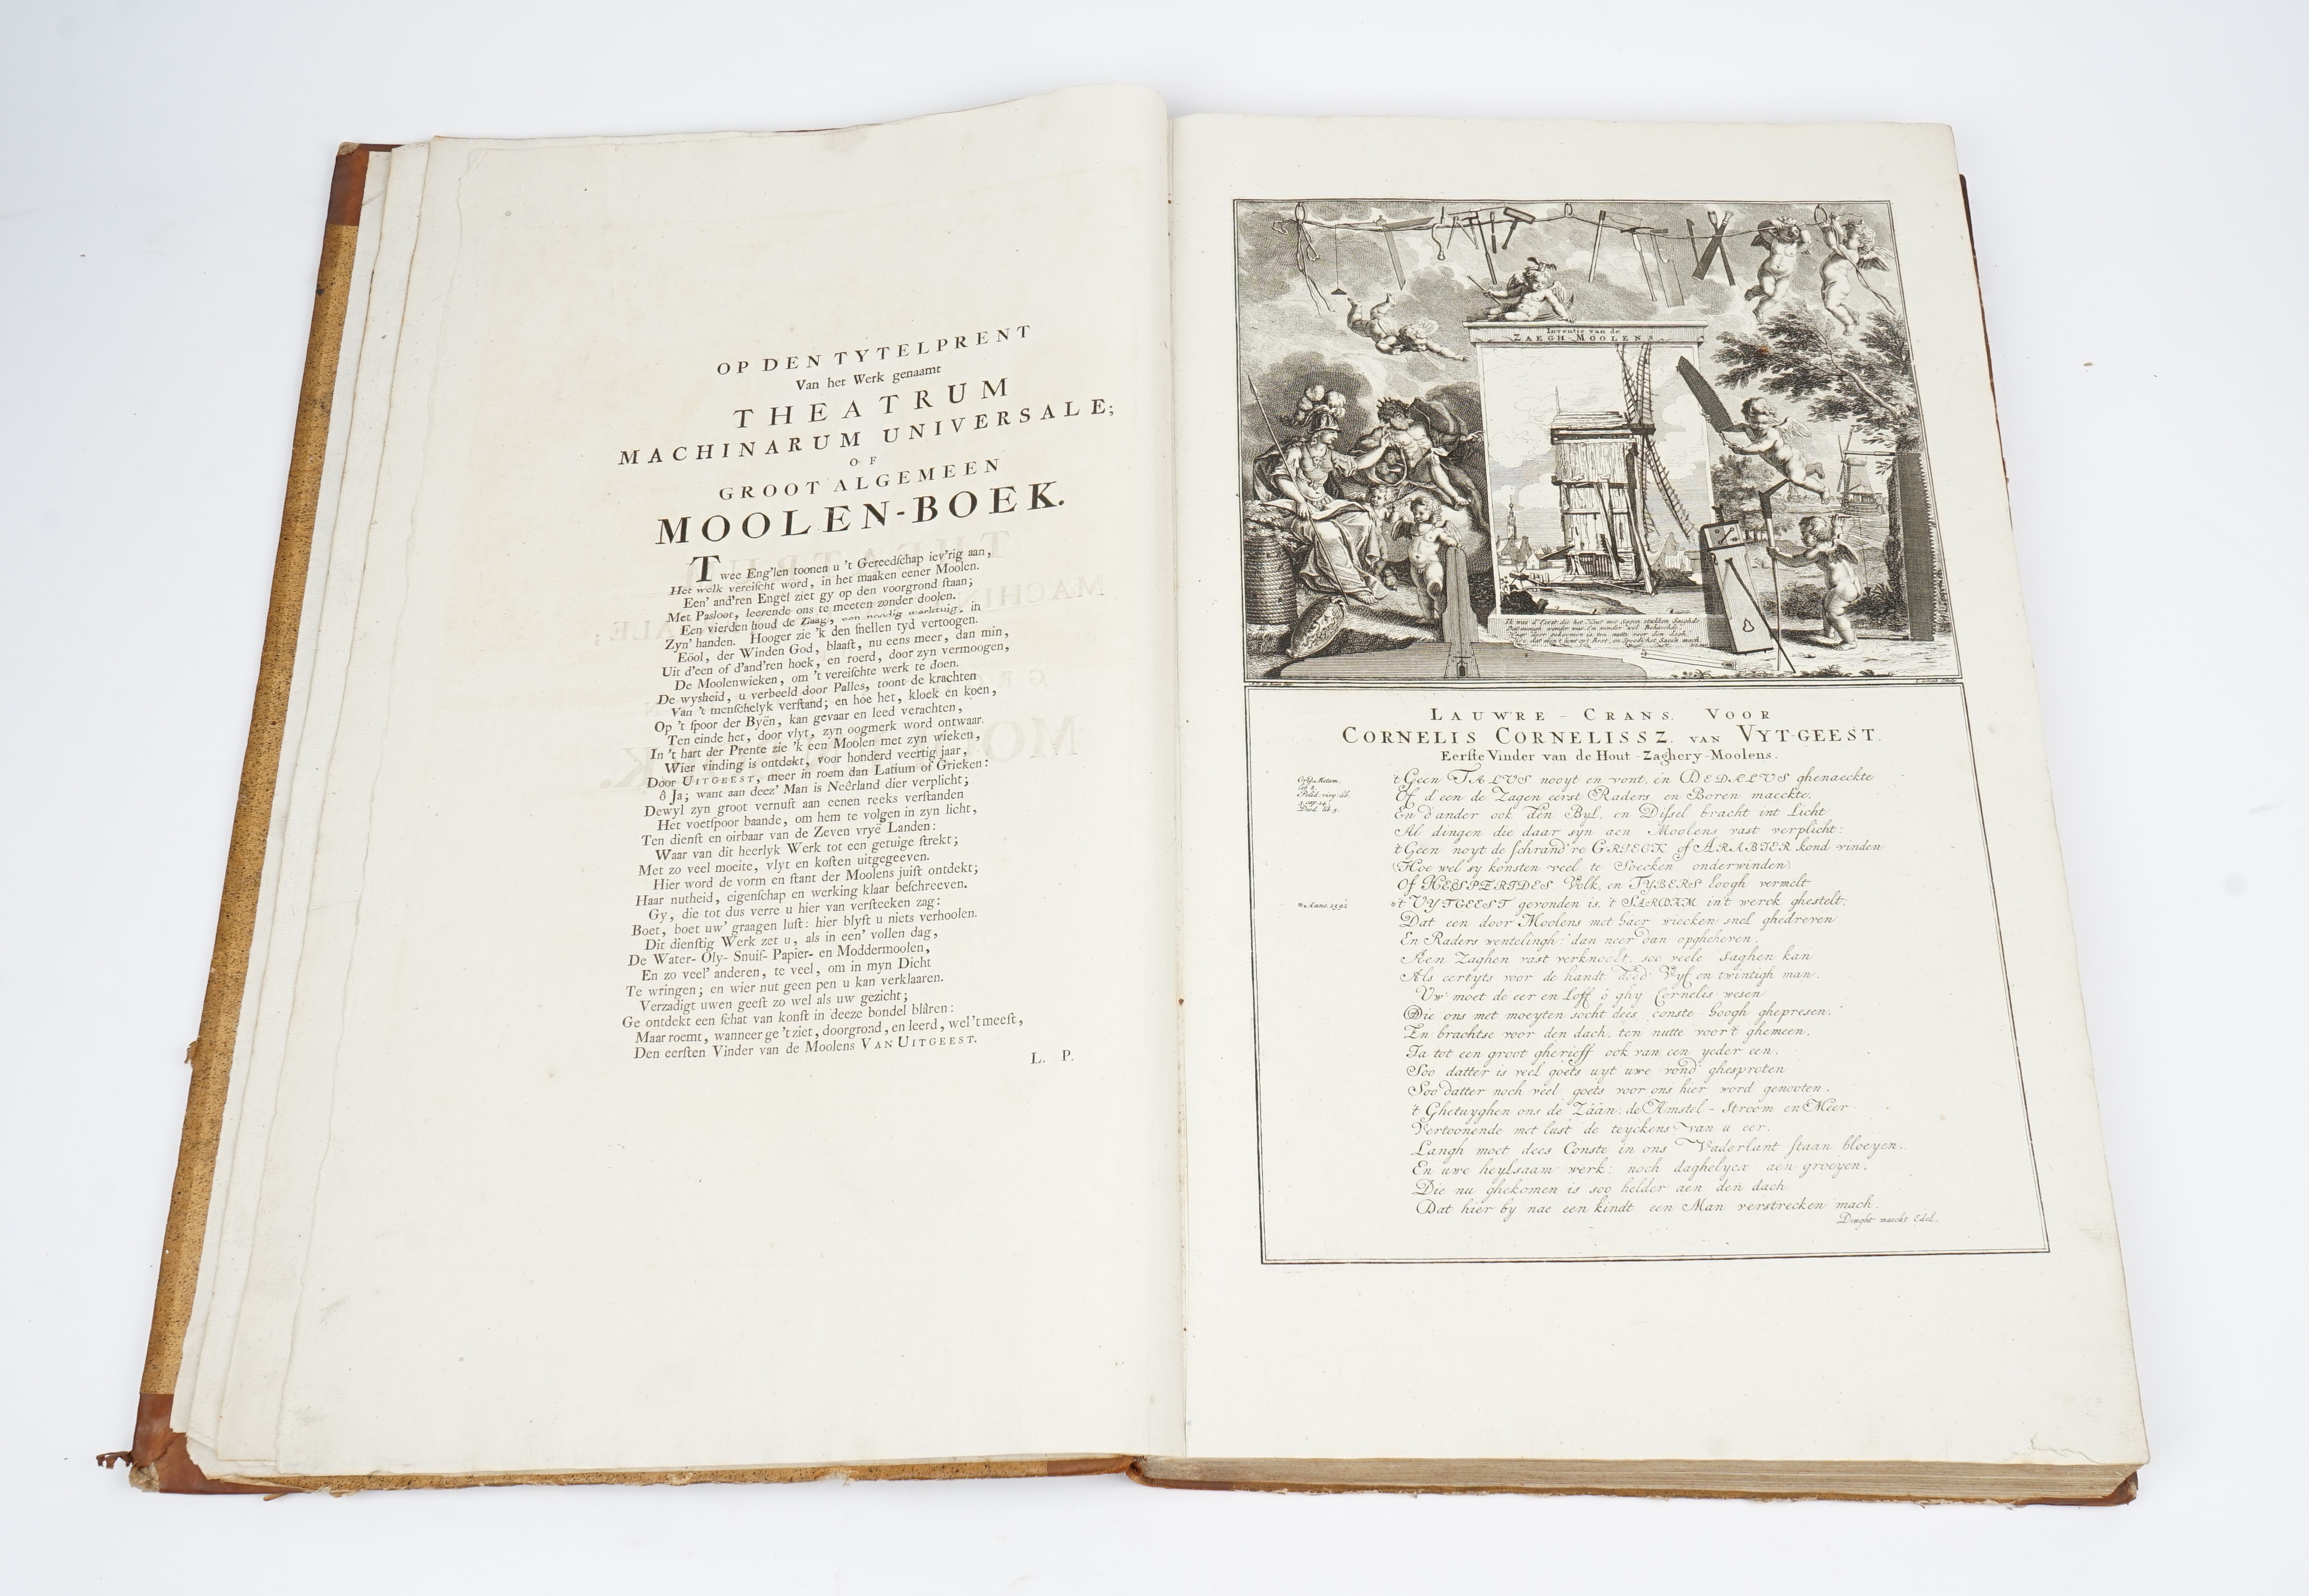 OP DEN TYTELPRENT
Van het Werk genaamt
THEATRUM
MACHINARUM UNIVERSALE;
OF
GROOT ALGEMEEN
MOOLEN-BOEK.
Twee Eng'len toonen u 't Gereedſchap iev'rig aan,
Het welk vereiſcht word, in het maaken eener Moolen.
Een' and'ren Engel ziet gy op den voorgrond ſtaan;
Met Pasloot, leerende ons te meeten zonder doolen.
Een vierden houd de Zaag, een noodig werktuig, in
Zyn' handen. Hooger zie 'k den ſnellen tyd vertoogen.
Eöol, der Winden God, blaaſt, nu eens meer, dan min,
Uit d'een of d'and'ren hoek, en roerd, door zyn vermoogen,
De Moolenwieken, om 't vereiſchte werk te doen.
De wysheid, u verbeeld door Palles, toont de krachten
Van 't menſchelyk verſtand; en hoe het, kloek en koen,
Op 't ſpoor der Byën, kan gevaar en leed verachten,
Ten einde het, door vlyt, zyn oogmerk word ontwaar.
In 't hart der Prente zie 'k een Moolen met zyn wieken,
Wier vinding is ontdekt, voor honderd veertig jaar,
Door UITGEEST, meer in roem dan Latium of Grieken:
ô Ja; want aan deez' Man is Neêrland dier verplicht;
Dewyl zyn groot vernuft aan eenen reeks verſtanden
Het voetſpoor baande, om hem te volgen in zyn licht,
Ten dienſt en oirbaar van de Zeven vryë Landen:
Waar van dit heerlyk Werk tot een getuige ſtrekt;
Met zo veel moeite, vlyt en koſten uitgegeeven.
Hier word de vorm en ſtant der Moolens juiſt ontdekt;
Haar nutheid, eigenſchap en werking klaar beſchreeven.
Gy, die tot dus verre u hier van verſteeken zag:
Boet, boet uw' graagen luſt: hier blyft u niets verhoolen.
Dit dienſtig Werk zet u, als in een' vollen dag,
De Water- Oly- Snuif- Papier- en Moddermoolen,
En zo veel' anderen, te veel, om in myn Dicht
Te wringen; en wier nut geen pen u kan verklaaren.
Verzadigt uwen geeſt zo wel als uw gezicht;
Ge ontdekt een ſchat van konſt in deeze bondel blâren:
Maar roemt, wanneer ge 't ziet, doorgrond, en leerd, wel 't meeſt,
Den eerſten Vinder van de Moolens VAN UITGEEST.
L. P.
Inventie van de
ZAEGH-MOOLENS
LAUWRE-CRANS. VOOR
CORNELIS CORNELISSZ. VAN VYT-GEEST.
Eerſte Vinder van de Hout-Zaghery-Moolens.
't Geen TALUS nooyt en vont, en DEDÆLUS ghenaeckte
Of d'een de Zagen eerst Raders en Boren maeckte,
En d'ander ook den Byl, en Diſsel bracht int Licht
Al dingen die daar syn aen Moolens vast verplicht:
't Geen noyt de ſchrand're GRIECK of ARABIER kond vinden
(Hoe wel sy konsten veel te Soecken onderwinden)
Of HESPERIDES Volk, en TYBERS hoogh vermelt
* Anno. 1592
*t VYTGEEST gevonden is, 't SARDAM in't werck ghestelt;
Dat een door Moolens met haer wiecken snel ghedreven
En Raders wentelingh: dan neer dan opgheheven,
Aen Zaghen vast verknocht, soo veele Saghen kan
Als eertyts voor de handt deed Vyf en twintigh man.
Uw moet de eer en Loff ô ghy Cornelis wesen
Die ons met moeyten socht dees conste hoogh ghepresen.
En brachtse voor den dach, ten nutte voor't ghemeen,
Ja tot een groot gherieff ook van een yeder een,
Soo datter is veel goets uyt uwe vond ghesproten
Soo datter noch veel goets voor ons hier word genooten.
't Ghetuyghen ons de Zaan, de Amstel-Stroom en Meer
Vertoonende met lust de teyckens van u eer.
Langh moet dees Conste in ons Vaderlant ſtaan bloeyen.
En uwe heylsaam werk: noch daghelycx aen groeyen.
Die nu ghekomen is soo helder aen den dach
Dat hier by nae een kindt een Man verstrecken mach.
Deught maeckt Edel.